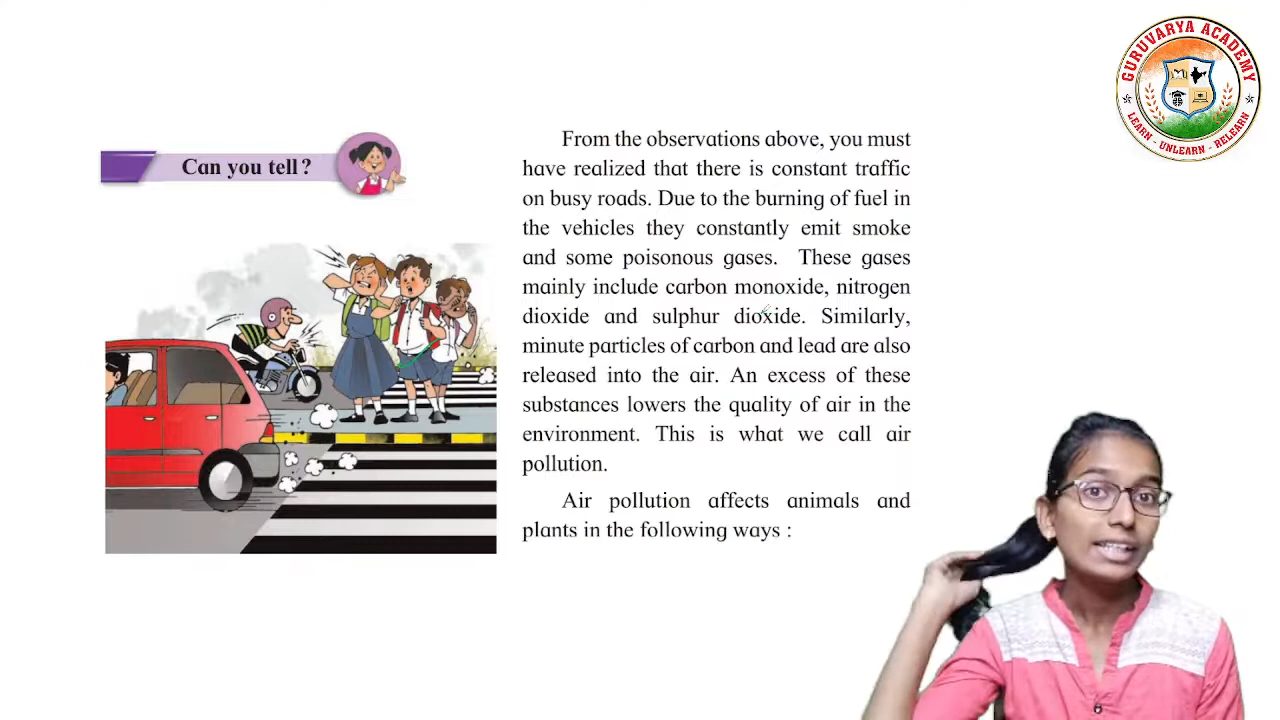 GURUVARYA ACADEMY
LEARN - UNLEARN - RELEARN
Can you tell?
From the observations above, you must
have realized that there is constant traffic
on busy roads. Due to the burning of fuel in
the vehicles they constantly emit smoke
and some poisonous gases. These gases
mainly include carbon monoxide, nitrogen
dioxide and sulphur dioxide. Similarly,
minute particles of carbon and lead are also
released into the air. An excess of these
substances lowers the quality of air in the
environment. This is what we call air
pollution.
Air pollution affects animals and
plants in the following ways :